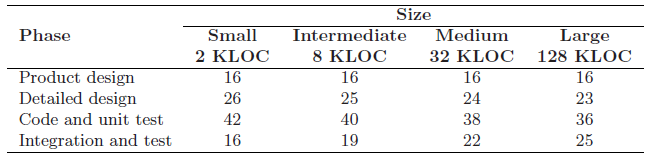 Size
Phase Small Intermediate Medium Large
2 KLOC 8 KLOC 32 KLOC 128 KLOC
Product design 16 16 16 16
Detailed design 26 25 24 23
Code and unit test 42 40 38 36
Integration and test 16 19 22 25